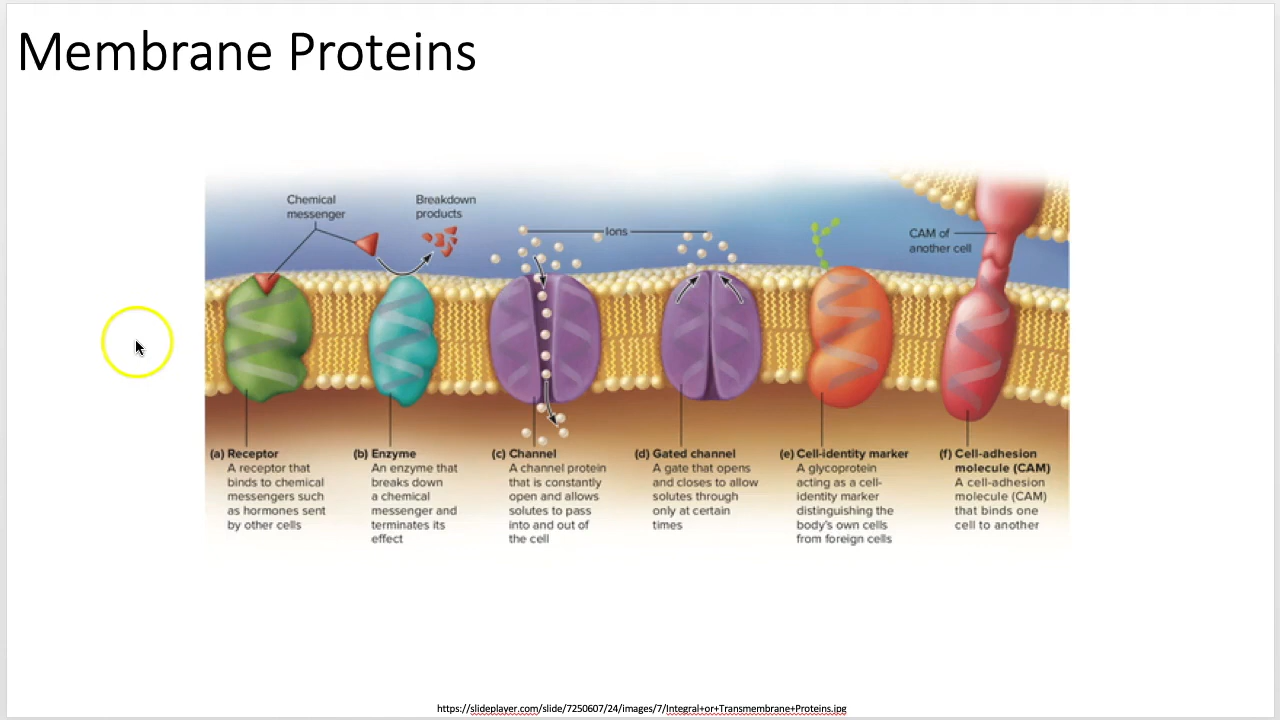 Membrane Proteins
Chemical
messenger
Breakdown
products
Ions
CAM of
another cell
(a) Receptor
A receptor that
binds to chemical
messengers such
as hormones sent
by other cells
(b) Enzyme
An enzyme that
breaks down
a chemical
messenger and
terminates its
effect
(c) Channel
A channel protein
that is constantly
open and allows
solutes to pass
into and out of
the cell
(d) Gated channel
A gate that opens
and closes to allow
solutes through
only at certain
times
(e) Cell-identity marker
A glycoprotein
acting as a cell-
identity marker
distinguishing the
body's own cells
from foreign cells
(f) Cell-adhesion
molecule (CAM)
A cell-adhesion
molecule (CAM)
that binds one
cell to another
https://slideplayer.com/slide/7250607/24/images/7/Integral+or+Transmembrane+Proteins.jpg